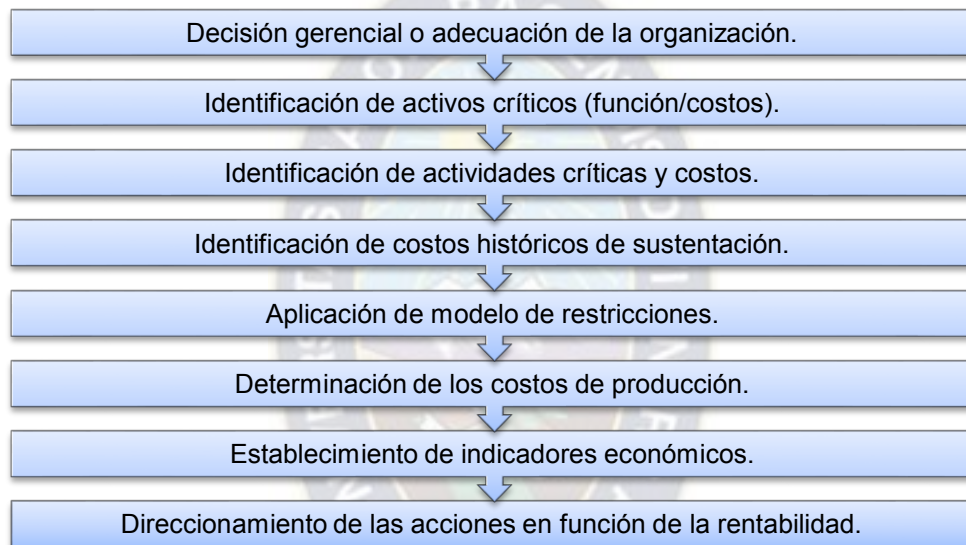 Decisión gerencial o adecuación de la organización.
Identificación de activos críticos (función/costos).
Identificación de actividades críticas y costos.
Identificación de costos históricos de sustentación.
Aplicación de modelo de restricciones.
Determinación de los costos de producción.
Establecimiento de indicadores económicos.
Direccionamiento de las acciones en función de la rentabilidad.